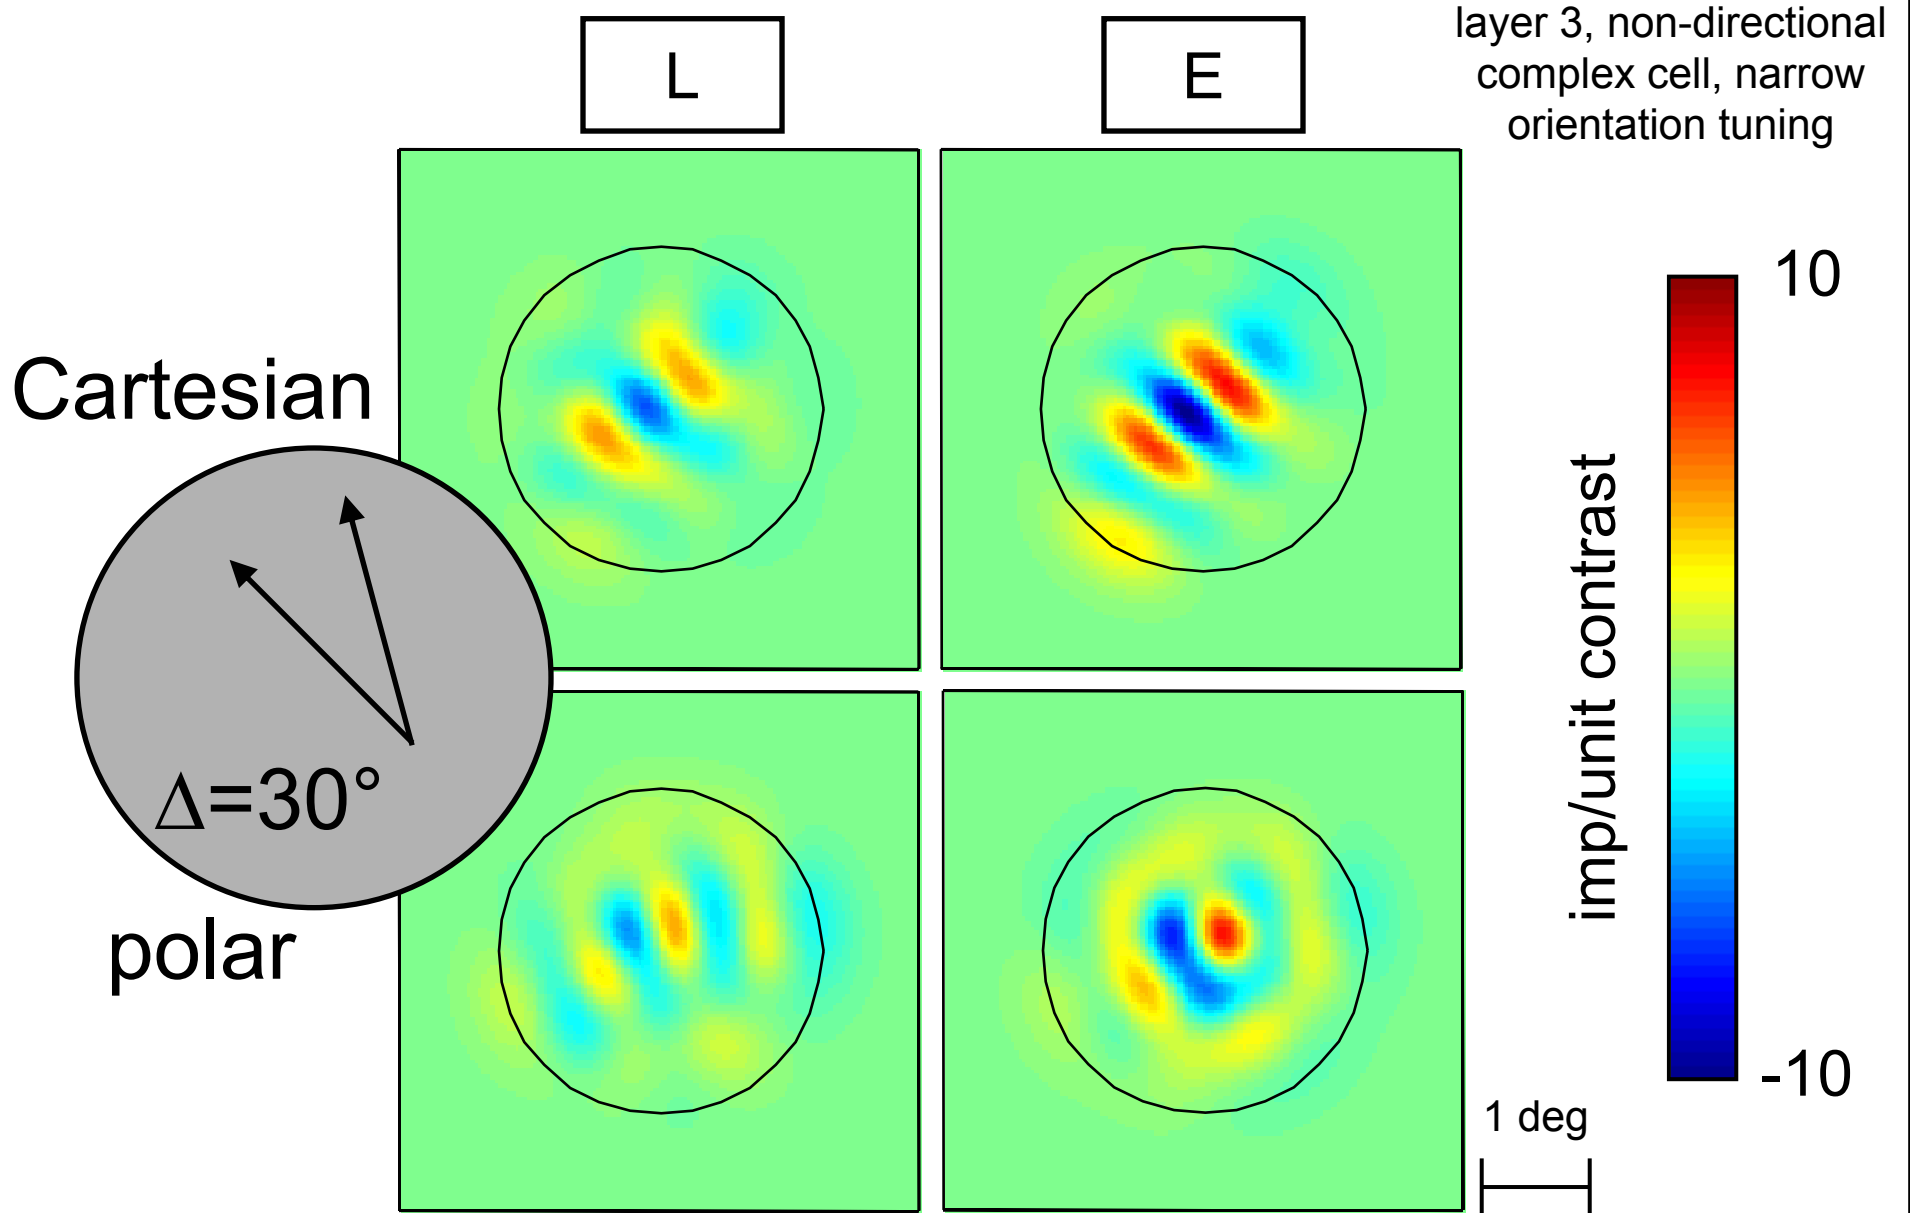 L
E
layer 3, non-directional
complex cell, narrow
orientation tuning
Cartesian
Δ=30°
polar
10
imp/unit contrast
-10
1 deg